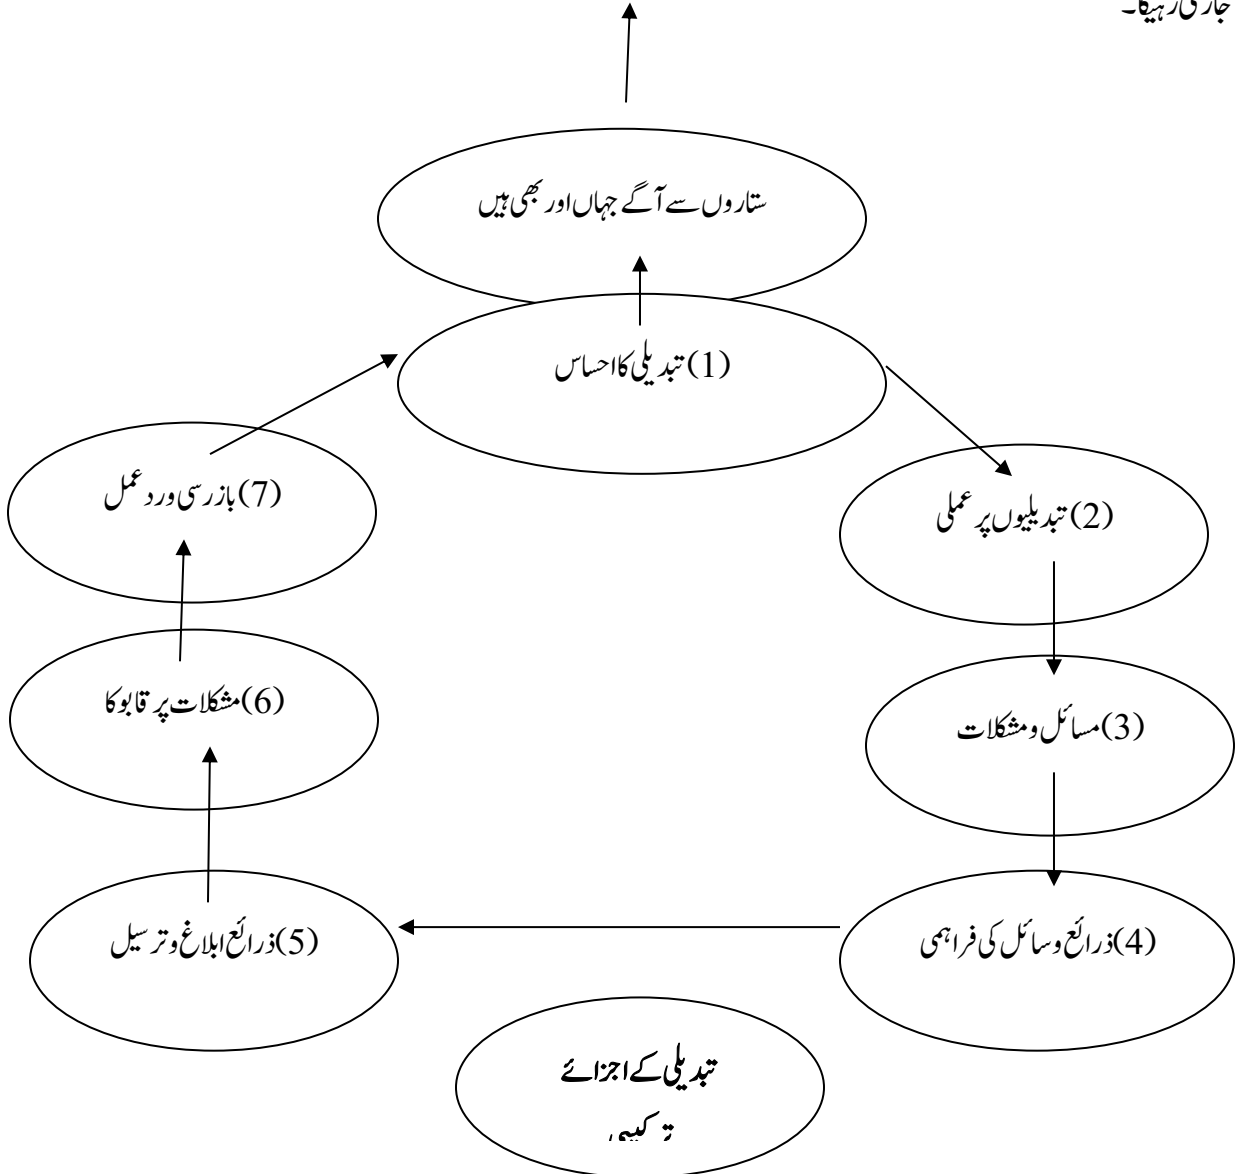 جاری رہیگا۔
ستاروں سے آگے جہاں اور بھی ہیں
(1) تبدیلی کا احساس
(2) تبدیلیوں پر عملی
(3) مسائل و مشکلات
(4) ذرائع وسائل کی فراہمی
(5) ذرائع ابلاغ و ترسیل
(6) مشکلات پر قابو کا
(7) بازرسی ورد عمل
تبدیلی کے اجزائے
ترکیبی